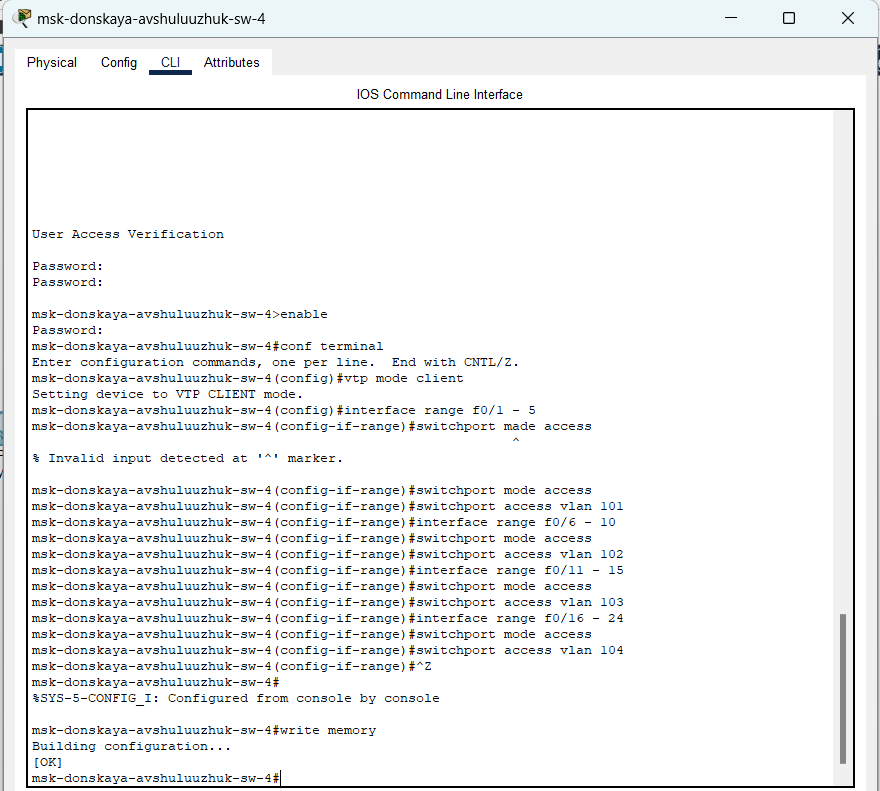 msk-donskaya-avshuluuzhuk-sw-4
Physical Config CLI Attributes
IOS Command Line Interface
User Access Verification
Password:
Password:
msk-donskaya-avshuluuzhuk-sw-4>enable
Password:
msk-donskaya-avshuluuzhuk-sw-4#conf terminal
Enter configuration commands, one per line.  End with CNTL/Z.
msk-donskaya-avshuluuzhuk-sw-4(config)#vtp mode client
Setting device to VTP CLIENT mode.
msk-donskaya-avshuluuzhuk-sw-4(config)#interface range f0/1 - 5
msk-donskaya-avshuluuzhuk-sw-4(config-if-range)#switchport made access
^
% Invalid input detected at '^' marker.
msk-donskaya-avshuluuzhuk-sw-4(config-if-range)#switchport mode access
msk-donskaya-avshuluuzhuk-sw-4(config-if-range)#switchport access vlan 101
msk-donskaya-avshuluuzhuk-sw-4(config-if-range)#interface range f0/6 - 10
msk-donskaya-avshuluuzhuk-sw-4(config-if-range)#switchport mode access
msk-donskaya-avshuluuzhuk-sw-4(config-if-range)#switchport access vlan 102
msk-donskaya-avshuluuzhuk-sw-4(config-if-range)#interface range f0/11 - 15
msk-donskaya-avshuluuzhuk-sw-4(config-if-range)#switchport mode access
msk-donskaya-avshuluuzhuk-sw-4(config-if-range)#switchport access vlan 103
msk-donskaya-avshuluuzhuk-sw-4(config-if-range)#interface range f0/16 - 24
msk-donskaya-avshuluuzhuk-sw-4(config-if-range)#switchport mode access
msk-donskaya-avshuluuzhuk-sw-4(config-if-range)#switchport access vlan 104
msk-donskaya-avshuluuzhuk-sw-4(config-if-range)#^Z
msk-donskaya-avshuluuzhuk-sw-4#
%SYS-5-CONFIG_I: Configured from console by console
msk-donskaya-avshuluuzhuk-sw-4#write memory
Building configuration...
[OK]
msk-donskaya-avshuluuzhuk-sw-4#